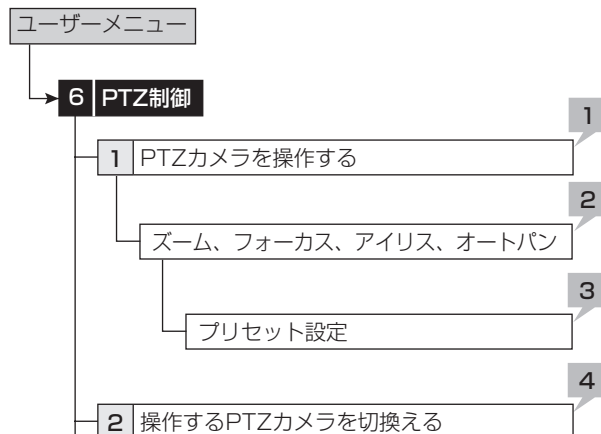 ユーザーメニュー
6 PTZ制御
1
1 PTZカメラを操作する
2
ズーム、フォーカス、アイリス、オートパン
3
プリセット設定
4
2 操作するPTZカメラを切換える